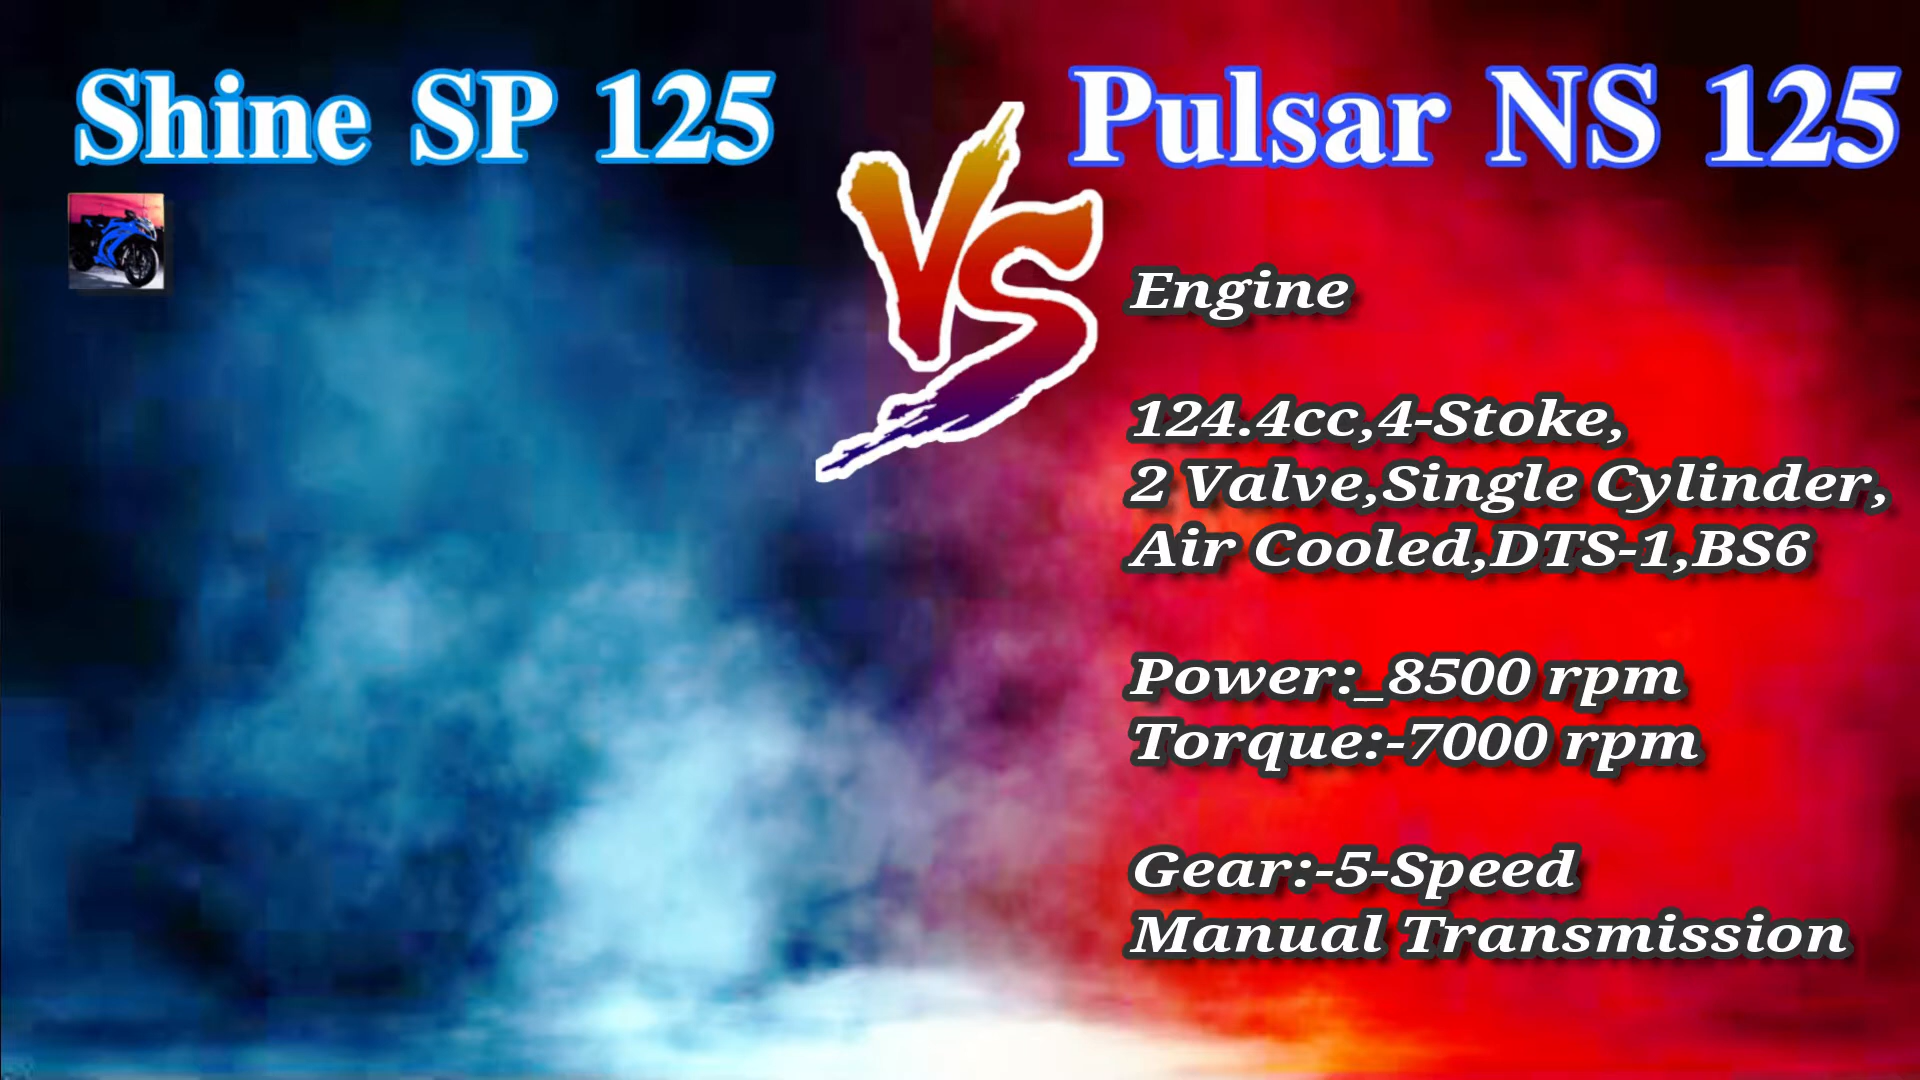 Shine SP 125
VS
Pulsar NS 125
Engine
124.4cc,4-Stoke,
2 Valve,Single Cylinder,
Air Cooled,DTS-1,BS6
Power:_8500 rpm
Torque:-7000 rpm
Gear:-5-Speed
Manual Transmission